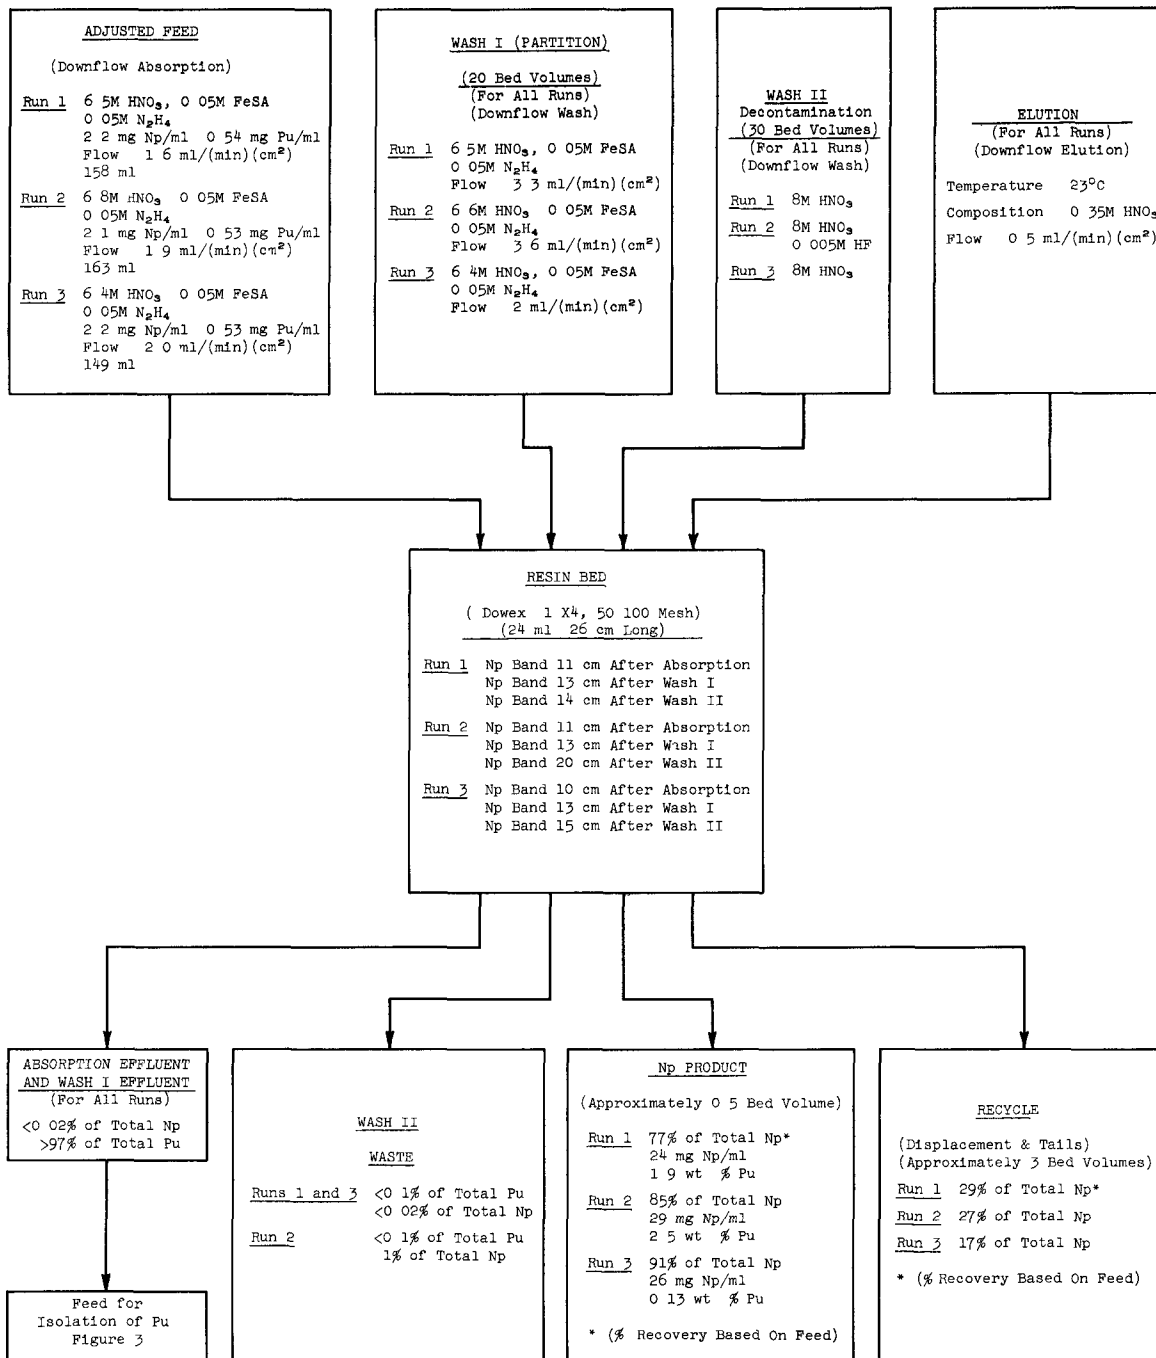 ADJUSTED FEED
(Downflow Absorption)
Run 1 6 5M HNO₃, 0 05M FeSA
0 05M N₂H₄
2 2 mg Np/ml 0 54 mg Pu/ml
Flow 1 6 ml/(min)(cm²)
158 ml
Run 2 6 8M HNO₃ 0 05M FeSA
0 05M N₂H₄
2 1 mg Np/ml 0 53 mg Pu/ml
Flow 1 9 ml/(min)(cm²)
163 ml
Run 3 6 4M HNO₃ 0 05M FeSA
0 05M N₂H₄
2 2 mg Np/ml 0 53 mg Pu/ml
Flow 2 0 ml/(min)(cm²)
149 ml
WASH I (PARTITION)
(20 Bed Volumes)
(For All Runs)
(Downflow Wash)
Run 1 6 5M HNO₃, 0 05M FeSA
0 05M N₂H₄
Flow 3 3 ml/(min)(cm²)
Run 2 6 6M HNO₃ 0 05M FeSA
0 05M N₂H₄
Flow 3 6 ml/(min)(cm²)
Run 3 6 4M HNO₃, 0 05M FeSA
0 05M N₂H₄
Flow 2 ml/(min)(cm²)
WASH II
Decontamination
(30 Bed Volumes)
(For All Runs)
(Downflow Wash)
Run 1 8M HNO₃
Run 2 8M HNO₃
0 005M HF
Run 3 8M HNO₃
ELUTION
(For All Runs)
(Downflow Elution)
Temperature 23°C
Composition 0 35M HNO₃
Flow 0 5 ml/(min)(cm²)
RESIN BED
( Dowex 1 X4, 50 100 Mesh)
(24 ml 26 cm Long)
Run 1 Np Band 11 cm After Absorption
Np Band 13 cm After Wash I
Np Band 14 cm After Wash II
Run 2 Np Band 11 cm After Absorption
Np Band 13 cm After Wash I
Np Band 20 cm After Wash II
Run 3 Np Band 10 cm After Absorption
Np Band 13 cm After Wash I
Np Band 15 cm After Wash II
ABSORPTION EFFLUENT
AND WASH I EFFLUENT
(For All Runs)
<0 02% of Total Np
>97% of Total Pu
Feed for
Isolation of Pu
Figure 3
WASH II
WASTE
Runs 1 and 3 <0 1% of Total Pu
<0 02% of Total Np
Run 2 <0 1% of Total Pu
1% of Total Np
Np PRODUCT
(Approximately 0 5 Bed Volume)
Run 1 77% of Total Np*
24 mg Np/ml
1 9 wt % Pu
Run 2 85% of Total Np
29 mg Np/ml
2 5 wt % Pu
Run 3 91% of Total Np
26 mg Np/ml
0 13 wt % Pu
* (% Recovery Based On Feed)
RECYCLE
(Displacement & Tails)
(Approximately 3 Bed Volumes)
Run 1 29% of Total Np*
Run 2 27% of Total Np
Run 3 17% of Total Np
* (% Recovery Based On Feed)